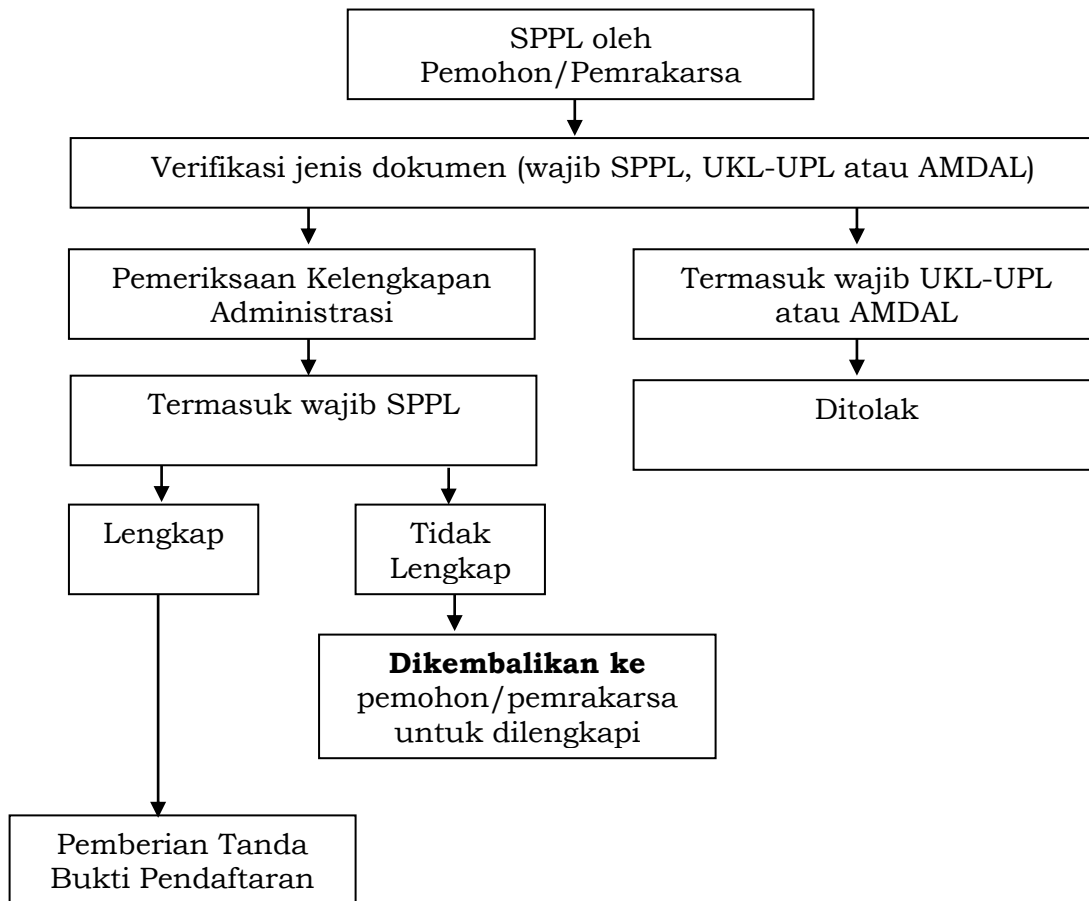 SPPL oleh
Pemohon/Pemrakarsa
Verifikasi jenis dokumen (wajib SPPL, UKL-UPL atau AMDAL)
Pemeriksaan Kelengkapan
Administrasi
Termasuk wajib UKL-UPL
atau AMDAL
Termasuk wajib SPPL
Ditolak
Lengkap
Tidak
Lengkap
Dikembalikan ke
pemohon/pemrakarsa
untuk dilengkapi
Pemberian Tanda
Bukti Pendaftaran